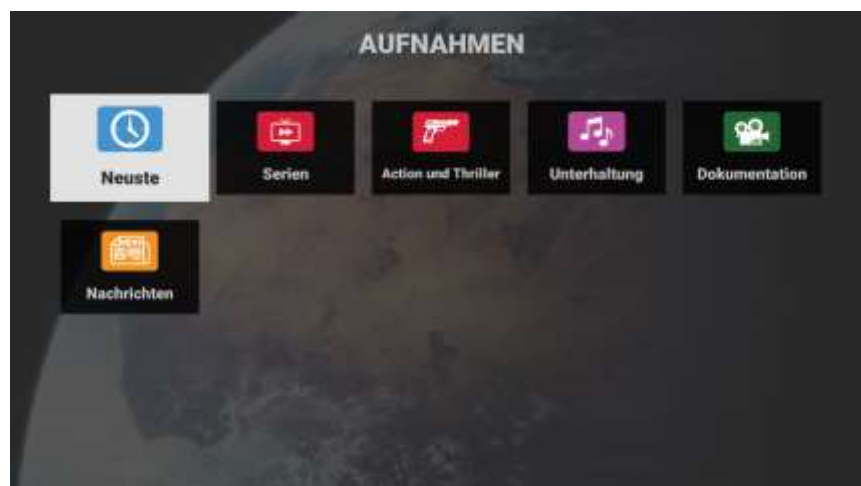 AUFNAHMEN
Neuste
Serien
Action und Thriller
Unterhaltung
Dokumentation
Nachrichten